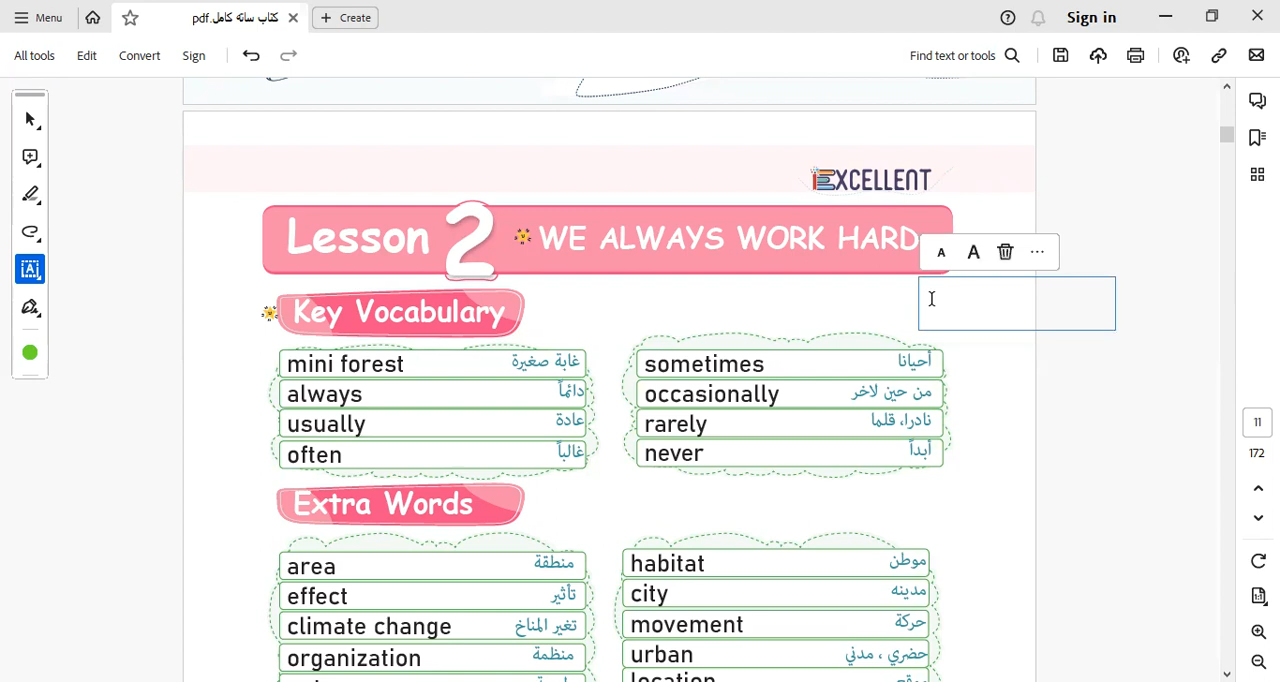 Menu
كتاب ساته كامل.pdf
Create
Sign in
All tools Edit Convert Sign
Find text or tools
EXCELLENT
Lesson 2 WE ALWAYS WORK HARD
A A ...
Key Vocabulary
mini forest غابة صغيرة
always دائماً
usually عادة
often غالباً
sometimes أحيانا
occasionally من حين لاخر
rarely نادرا، قلما
never أبداً
Extra Words
area منطقة
effect تأثير
climate change تغير المناخ
organization منظمة
habitat موطن
city مدينه
movement حركة
urban حضري ، مدني
location موقع
11
172